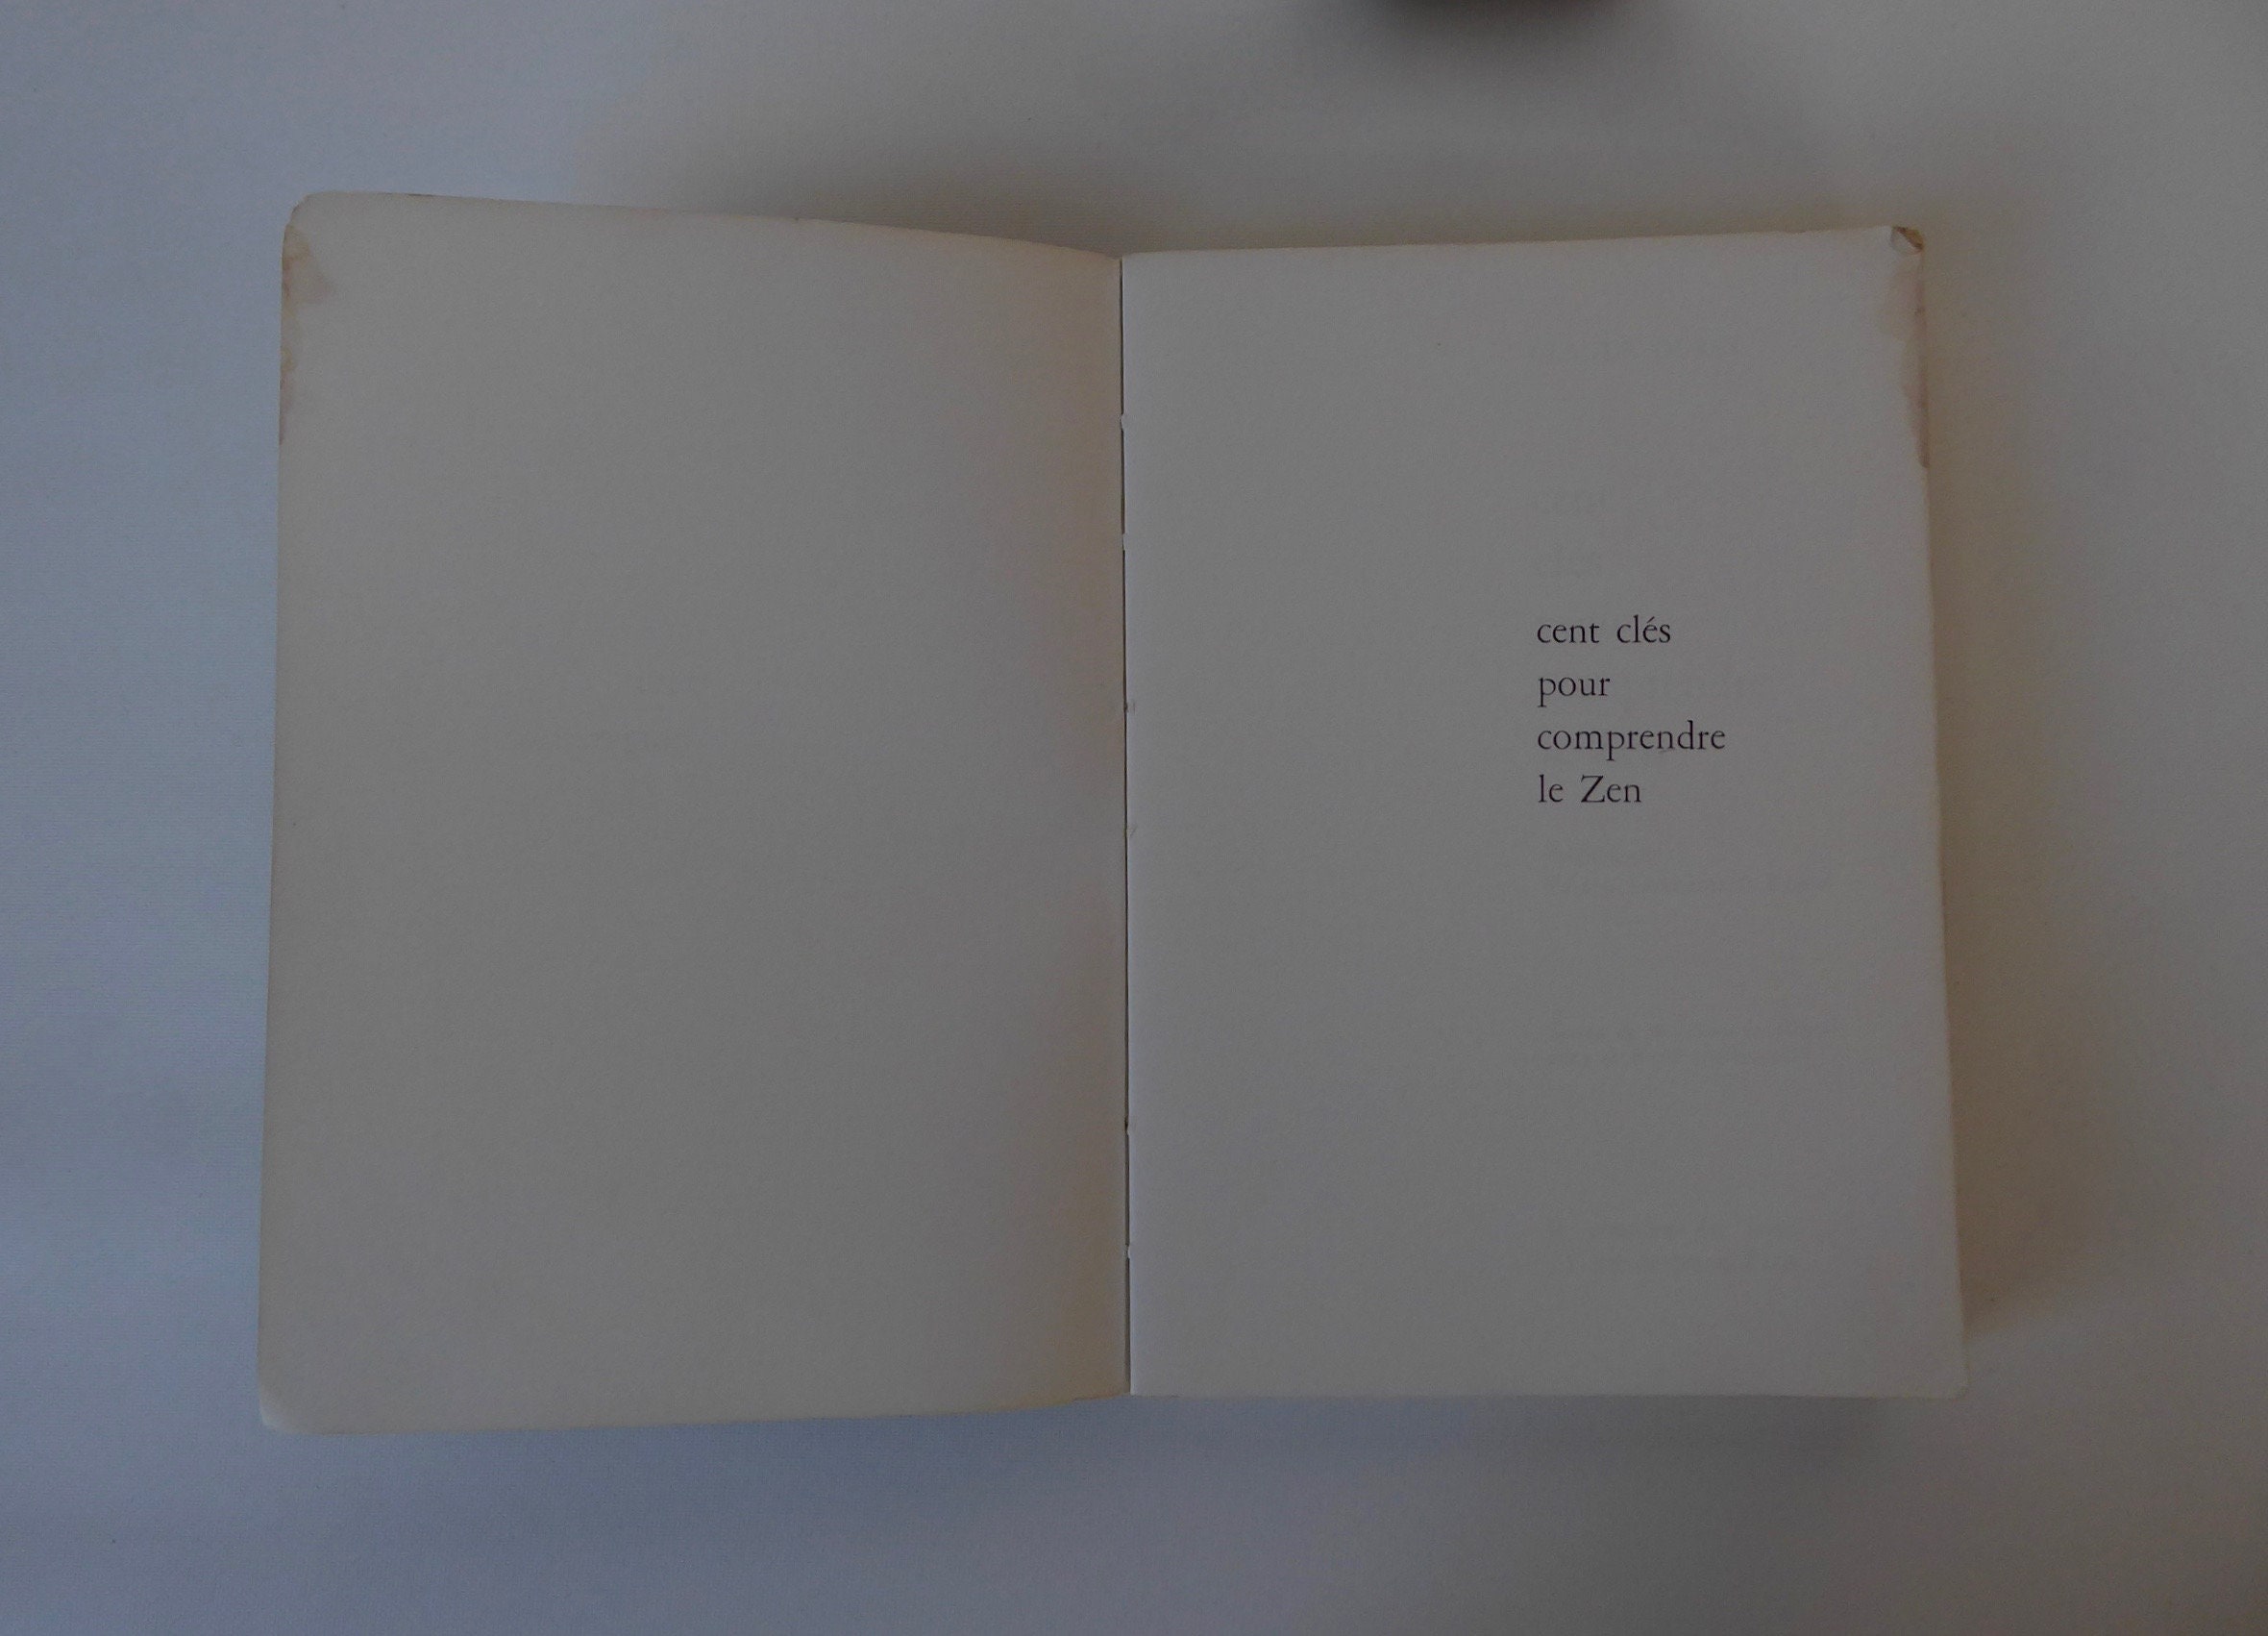 cent clés
pour
comprendre
le Zen